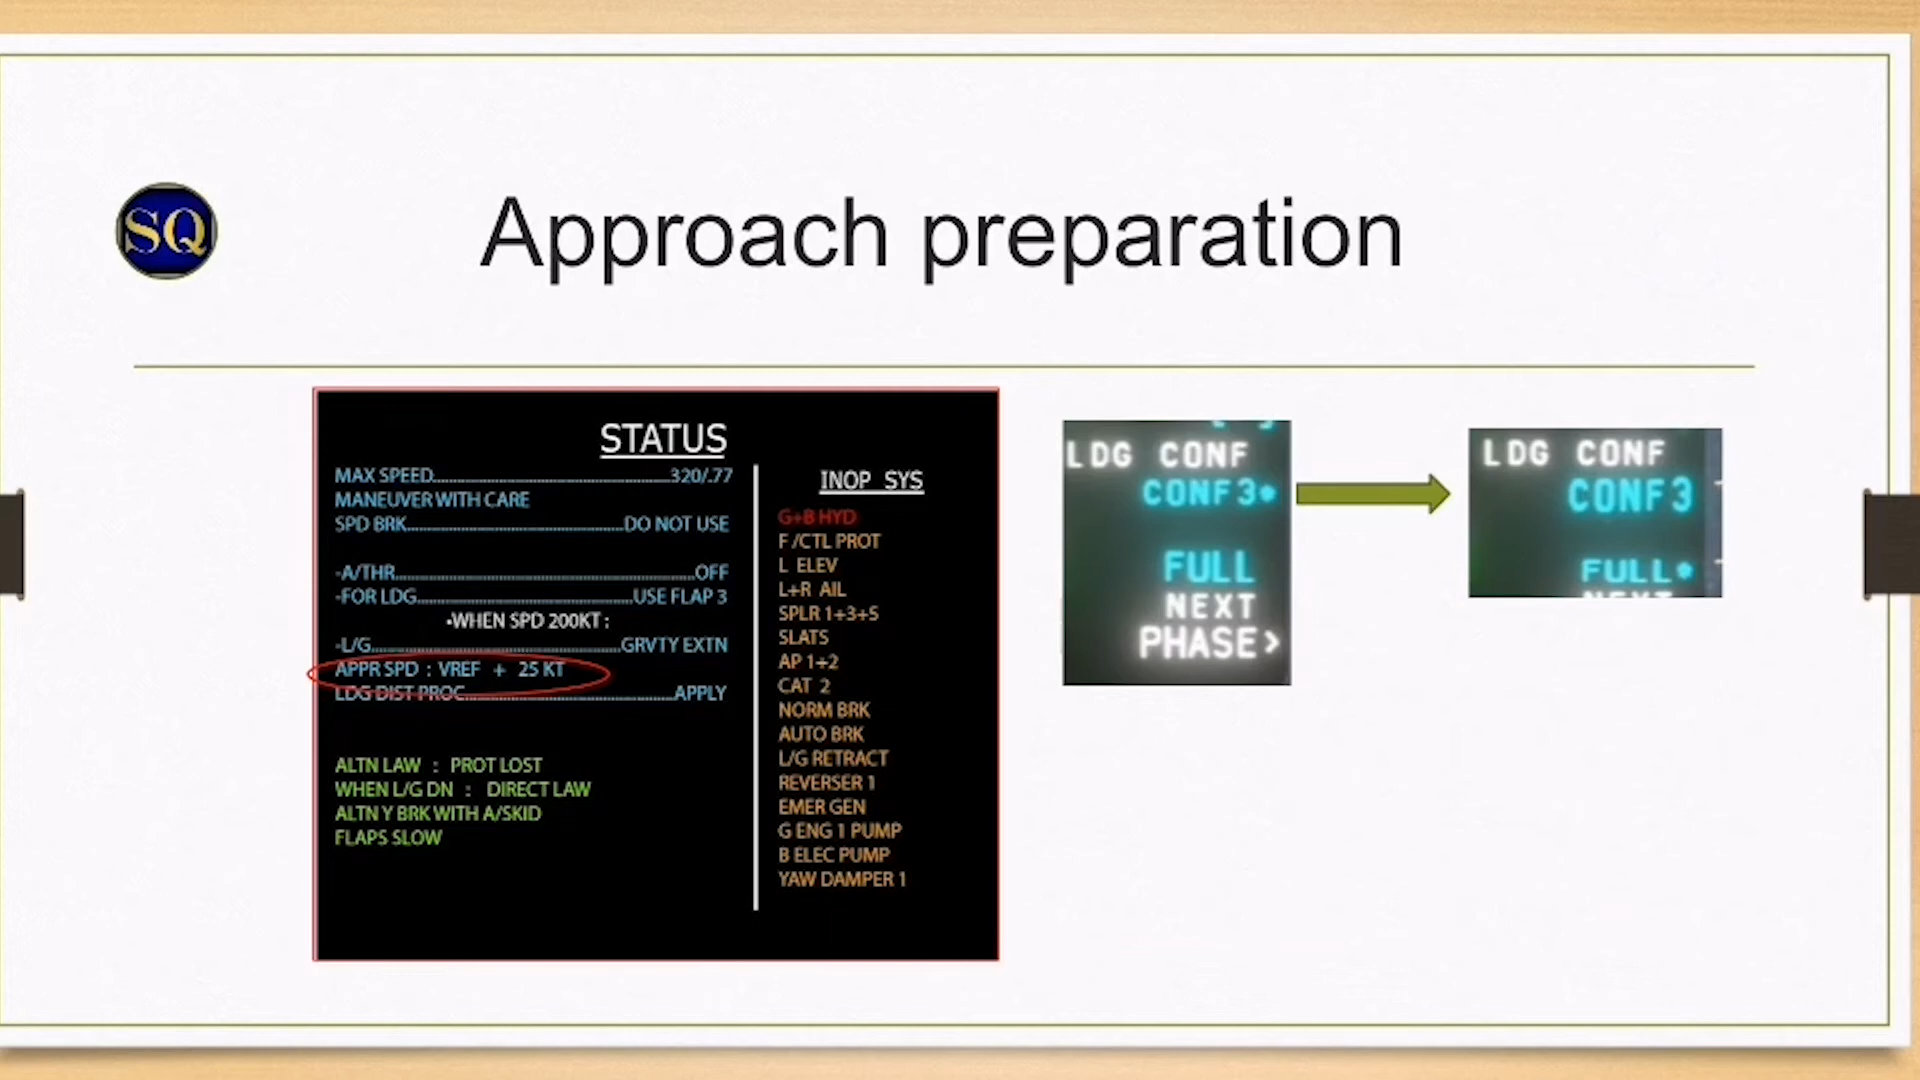 SQ
Approach preparation
STATUS
MAX SPEED.......................................320/.77
MANEUVER WITH CARE
SPD BRK...................................DO NOT USE
-A/THR................................................OFF
-FOR LDG...................................USE FLAP 3
-WHEN SPD 200KT :
-L/G........................................GRVTY EXTN
APPR SPD : VREF + 25 KT
LDG DIST PROC..................................APPLY
ALTN LAW : PROT LOST
WHEN L/G DN : DIRECT LAW
ALTN Y BRK WITH A/SKID
FLAPS SLOW
INOP SYS
G+B HYD
F /CTL PROT
L ELEV
L+R AIL
SPLR 1+3+5
SLATS
AP 1+2
CAT 2
NORM BRK
AUTO BRK
L/G RETRACT
REVERSER 1
EMER GEN
G ENG 1 PUMP
B ELEC PUMP
YAW DAMPER 1
LDG CONF
CONF3*
FULL
NEXT
PHASE>
LDG CONF
CONF3
FULL*